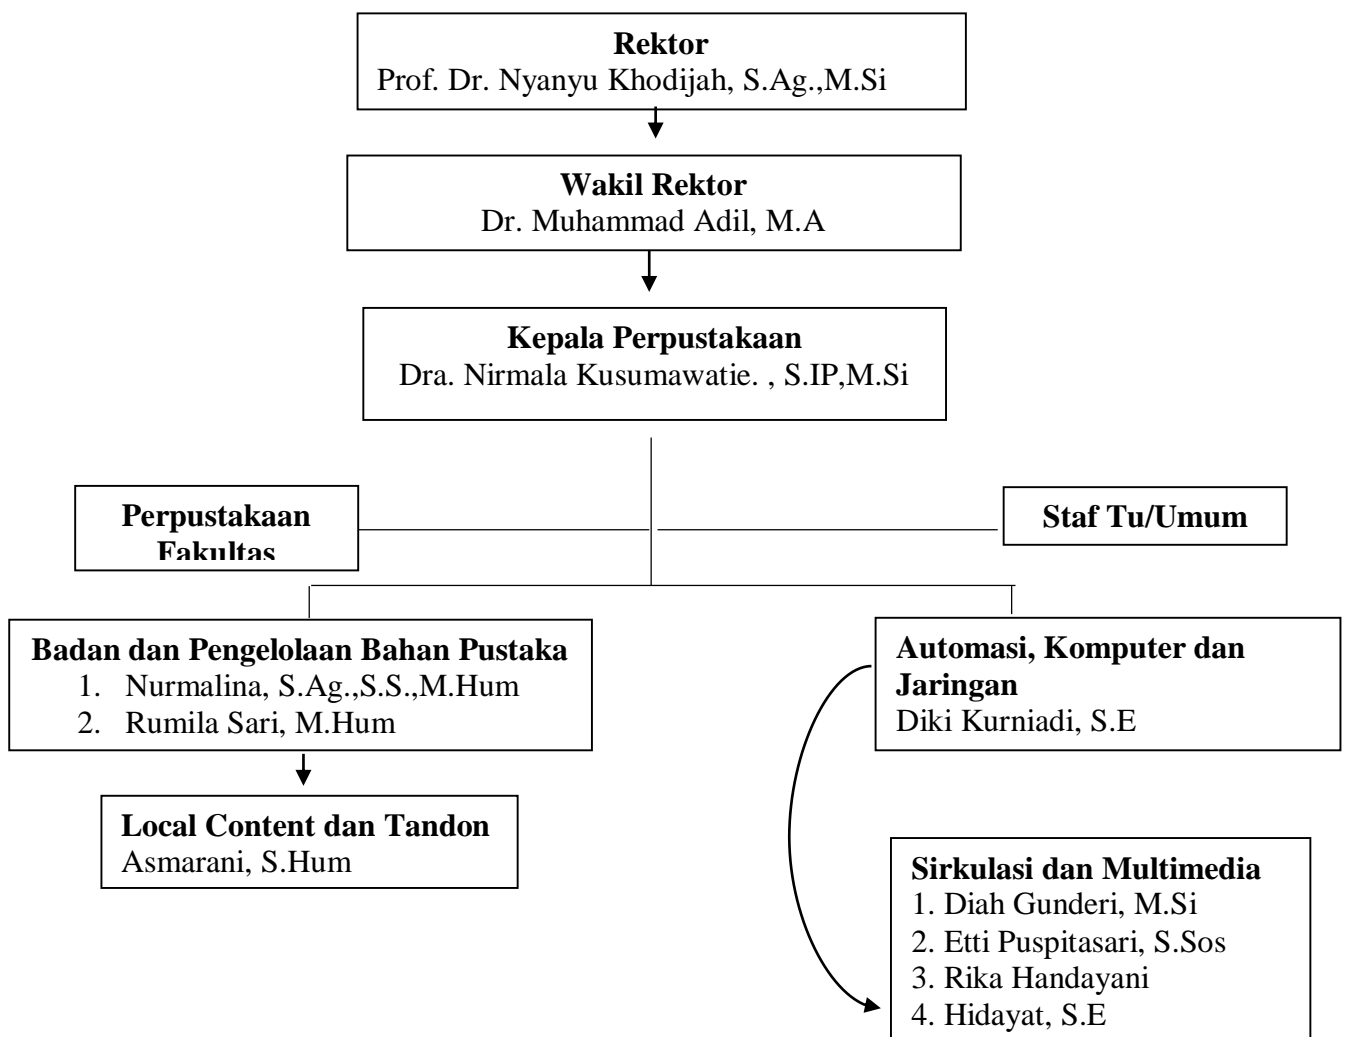 Rektor
Prof. Dr. Nyanyu Khodijah, S.Ag.,M.Si
Wakil Rektor
Dr. Muhammad Adil, M.A
Kepala Perpustakaan
Dra. Nirmala Kusumawatie. , S.IP,M.Si
Perpustakaan
Fakultas
Staf Tu/Umum
Badan dan Pengelolaan Bahan Pustaka
1. Nurmalina, S.Ag.,S.S.,M.Hum
2. Rumila Sari, M.Hum
Automasi, Komputer dan
Jaringan
Diki Kurniadi, S.E
Local Content dan Tandon
Asmarani, S.Hum
Sirkulasi dan Multimedia
1. Diah Gunderi, M.Si
2. Etti Puspitasari, S.Sos
3. Rika Handayani
4. Hidayat, S.E